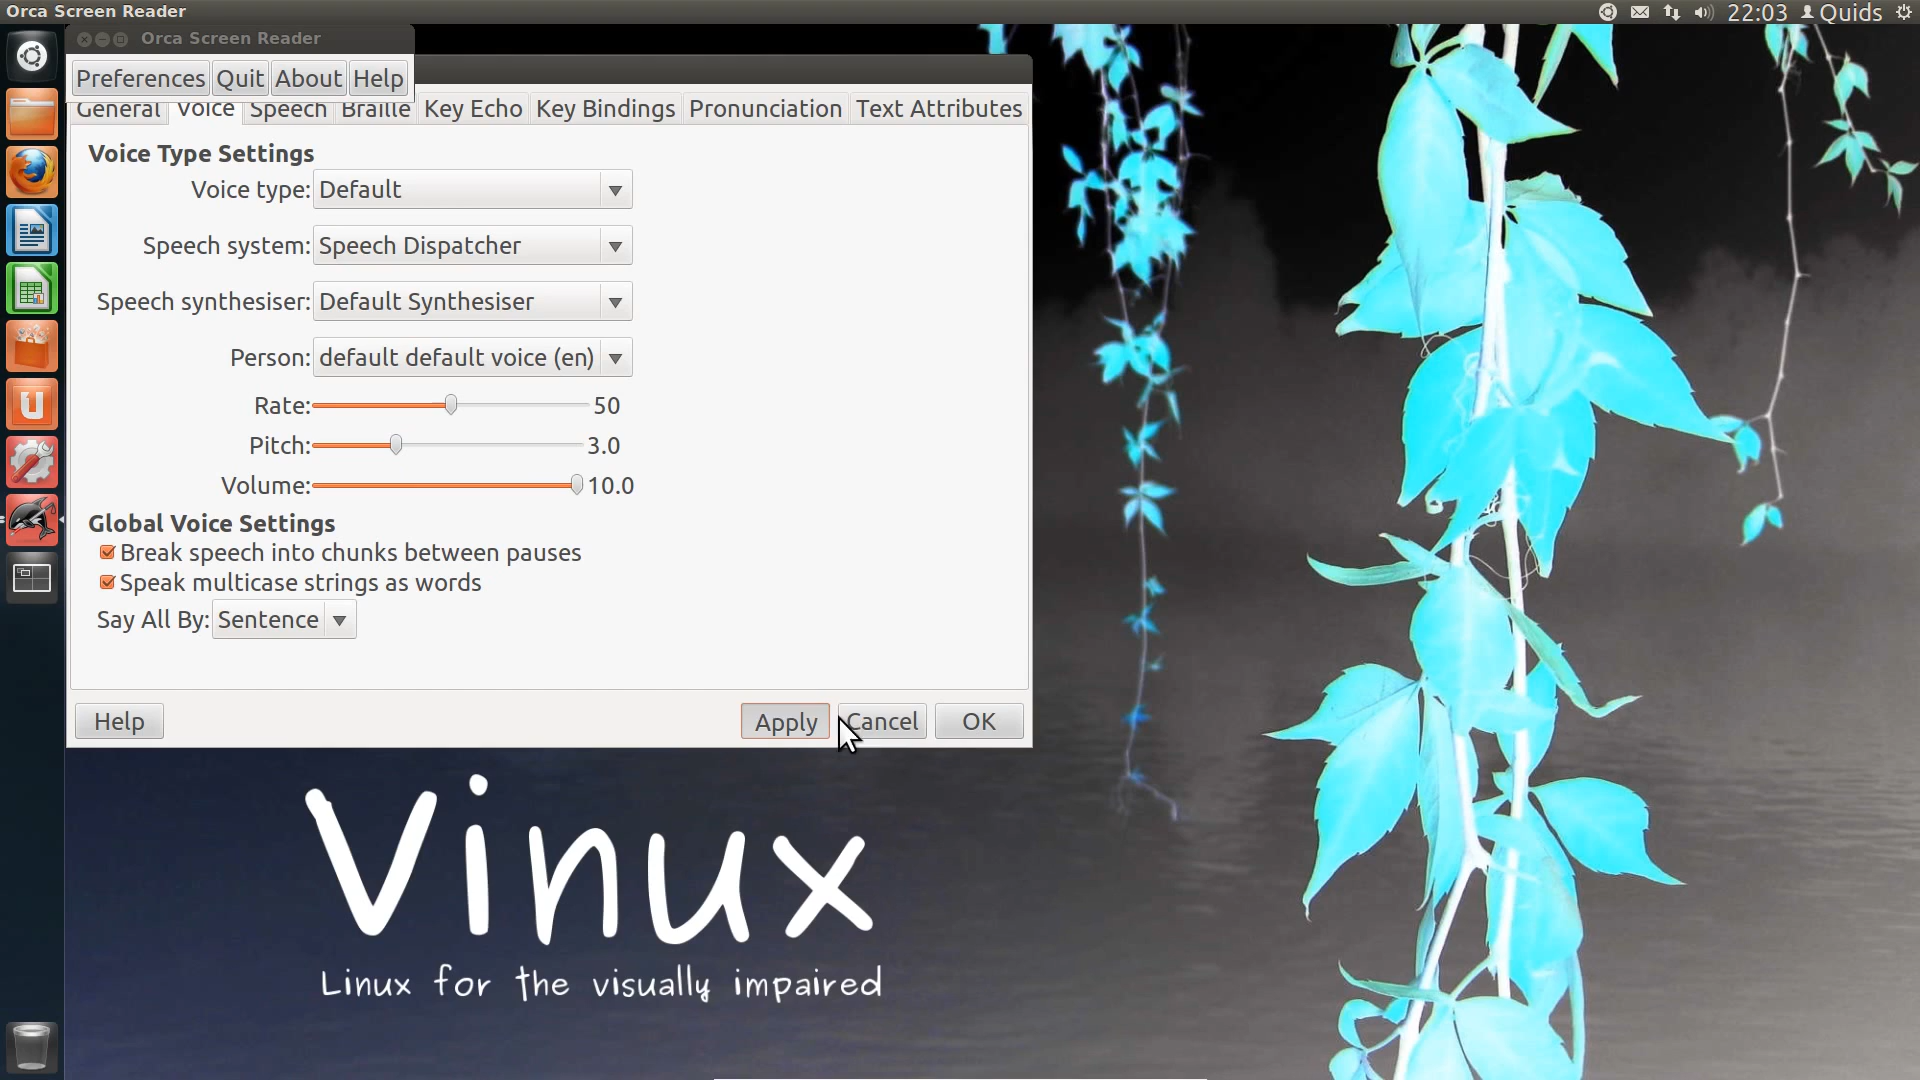 Orca Screen Reader
22:03 Quids
Orca Screen Reader
Preferences Quit About Help
General Voice Speech Braille Key Echo Key Bindings Pronunciation Text Attributes
Voice Type Settings
Voice type: Default
Speech system: Speech Dispatcher
Speech synthesiser: Default Synthesiser
Person: default default voice (en)
Rate: 50
Pitch: 3.0
Volume: 10.0
Global Voice Settings
Break speech into chunks between pauses
Speak multicase strings as words
Say All By: Sentence
Help Apply Cancel OK
Vinux
Linux for the visually impaired